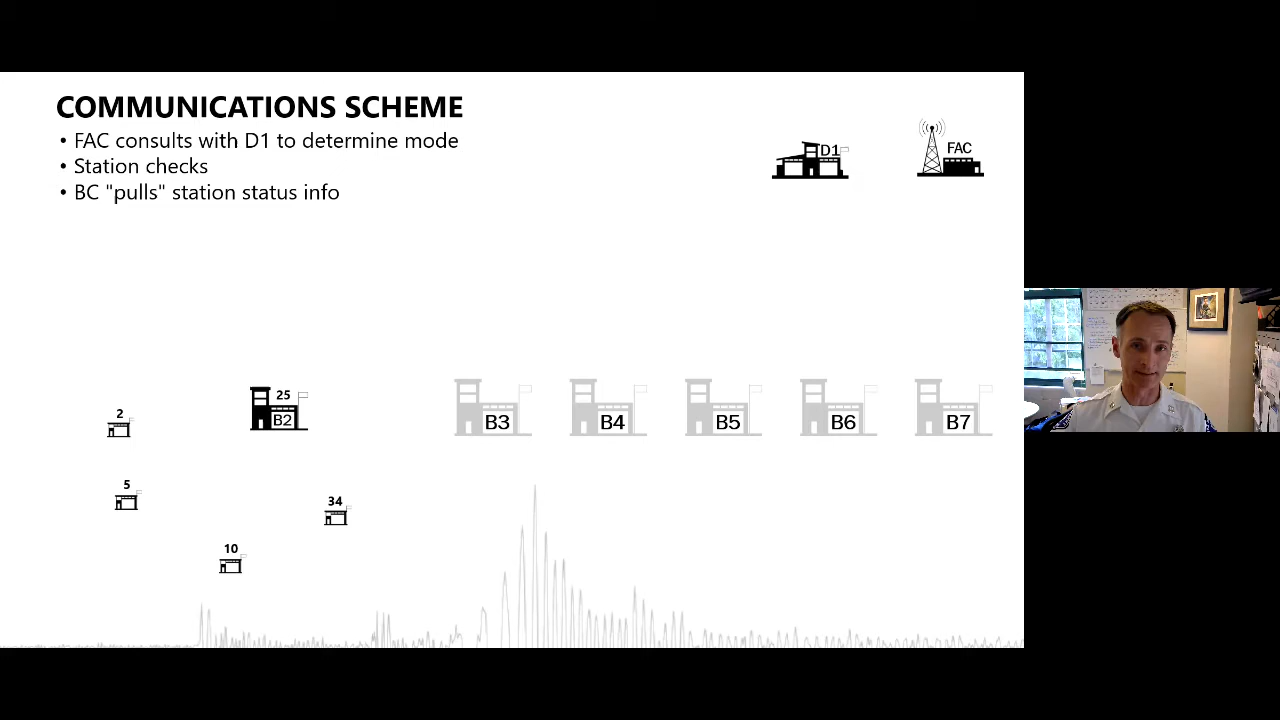 COMMUNICATIONS SCHEME
• FAC consults with D1 to determine mode
• Station checks
• BC "pulls" station status info
D1
FAC
25
B2
2
B3
B4
B5
B6
B7
5
34
10